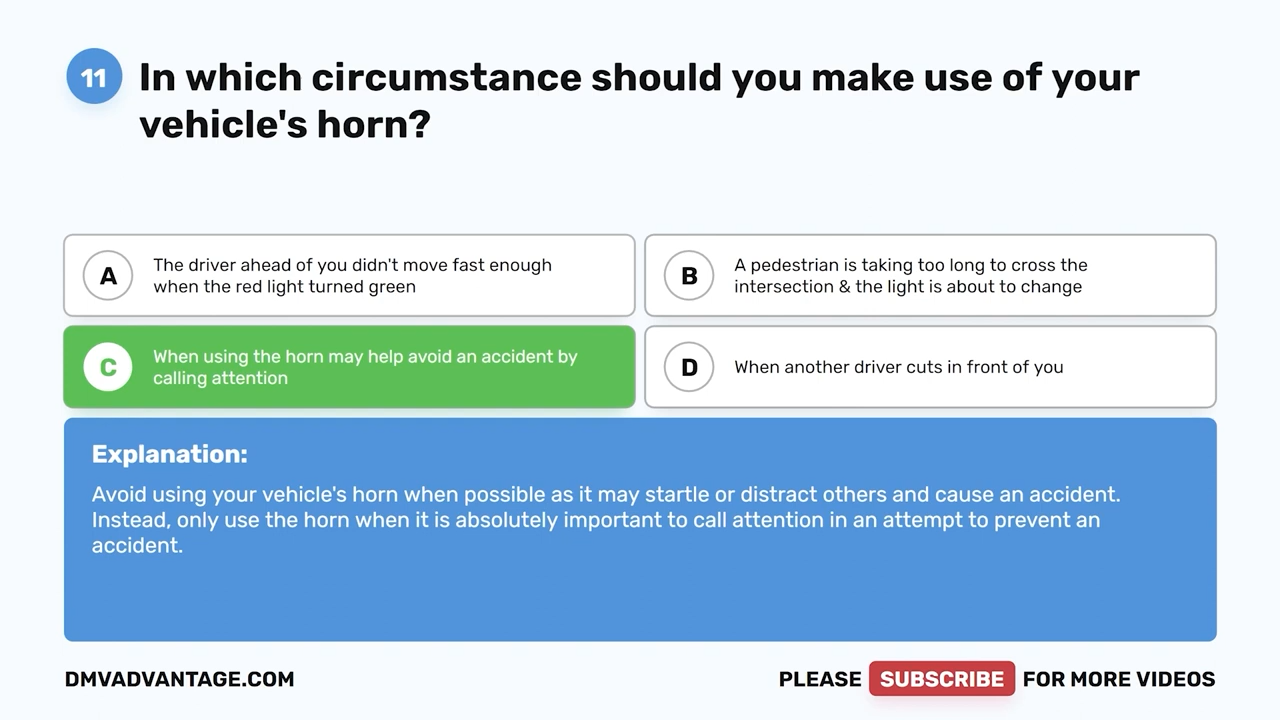 11
In which circumstance should you make use of your
vehicle's horn?
A
The driver ahead of you didn't move fast enough
when the red light turned green
B
A pedestrian is taking too long to cross the
intersection & the light is about to change
C
When using the horn may help avoid an accident by
calling attention
D
When another driver cuts in front of you
Explanation:
Avoid using your vehicle's horn when possible as it may startle or distract others and cause an accident.
Instead, only use the horn when it is absolutely important to call attention in an attempt to prevent an
accident.
DMVADVANTAGE.COM
PLEASE SUBSCRIBE FOR MORE VIDEOS